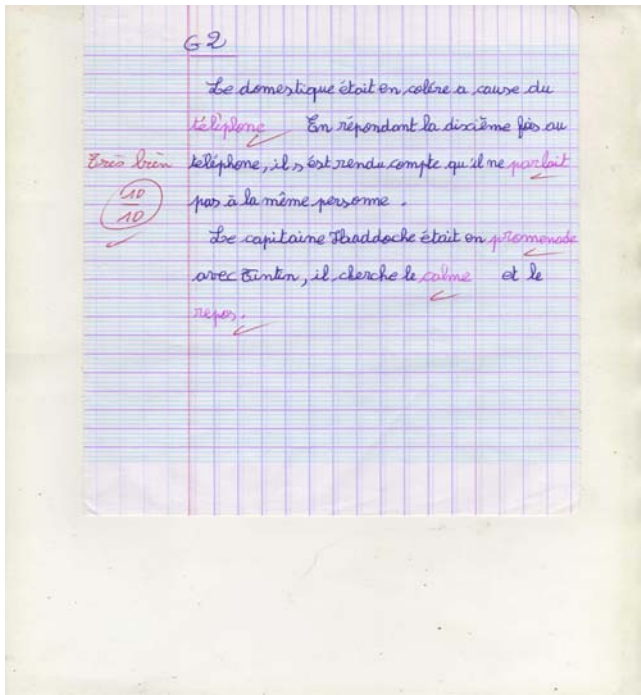 G2
Le domestique était en colère a cause du
télephone En répondant la dixième fois au
Très bien téléphone, il s'est rendu compte qu'il ne parlait
10
10
pas à la même personne.
Le capitaine Haddoche était en promenade
avec Tintin, il cherche le calme et le
repos.